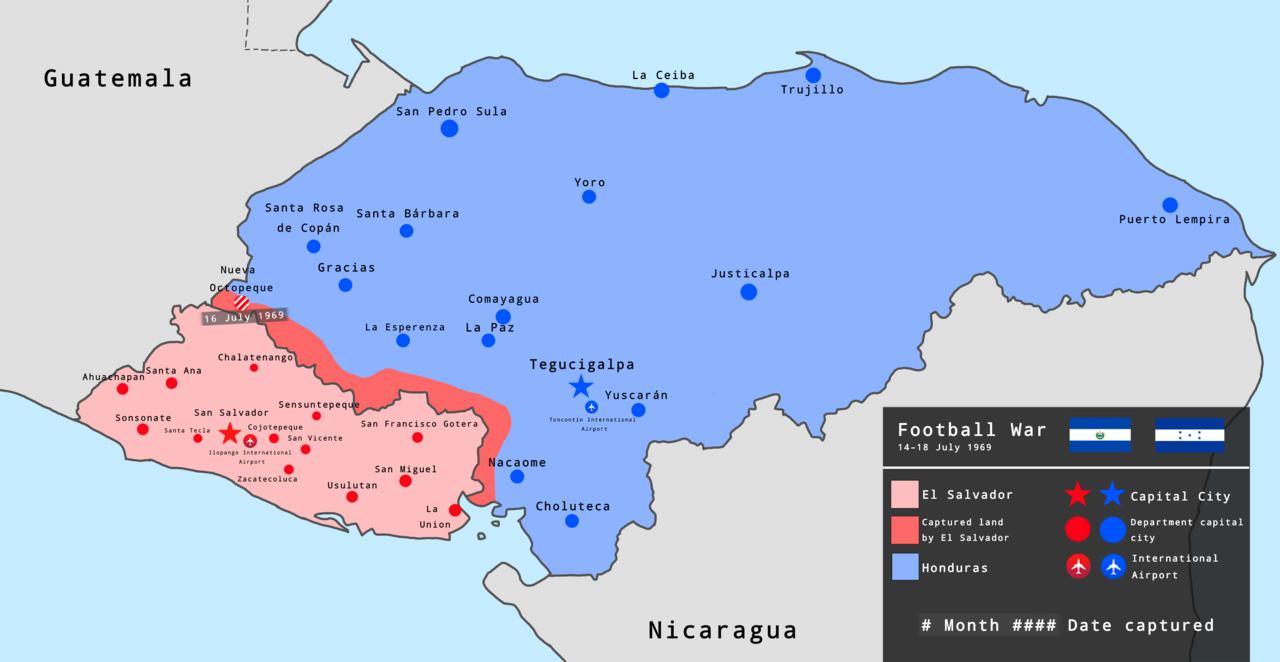 Guatemala
La Ceiba
Trujillo
San Pedro Sula
Yoro
Santa Rosa
de Copán
Santa Bárbara
Puerto Lempira
Nueva
Octopeque
Gracias
Justicalpa
16 July 1969
Comayagua
La Esperenza
La Paz
Chalatenango
Tegucigalpa
Ahuachapan
Santa Ana
Yuscarán
Sensuntepeque
Toncontin International
Airport
Sonsonate
San Salvador
San Francisco Gotera
Santa Tecla
Cojotepeque
San Vicente
Ilopango International
Airport
Nacaome
San Miguel
Zacatecoluca
Usulutan
La
Union
Choluteca
Nicaragua
Football War
14–18 July 1969
El Salvador
Capital City
Captured land
by El Salvador
Department capital
city
Honduras
International
Airport
# Month #### Date captured